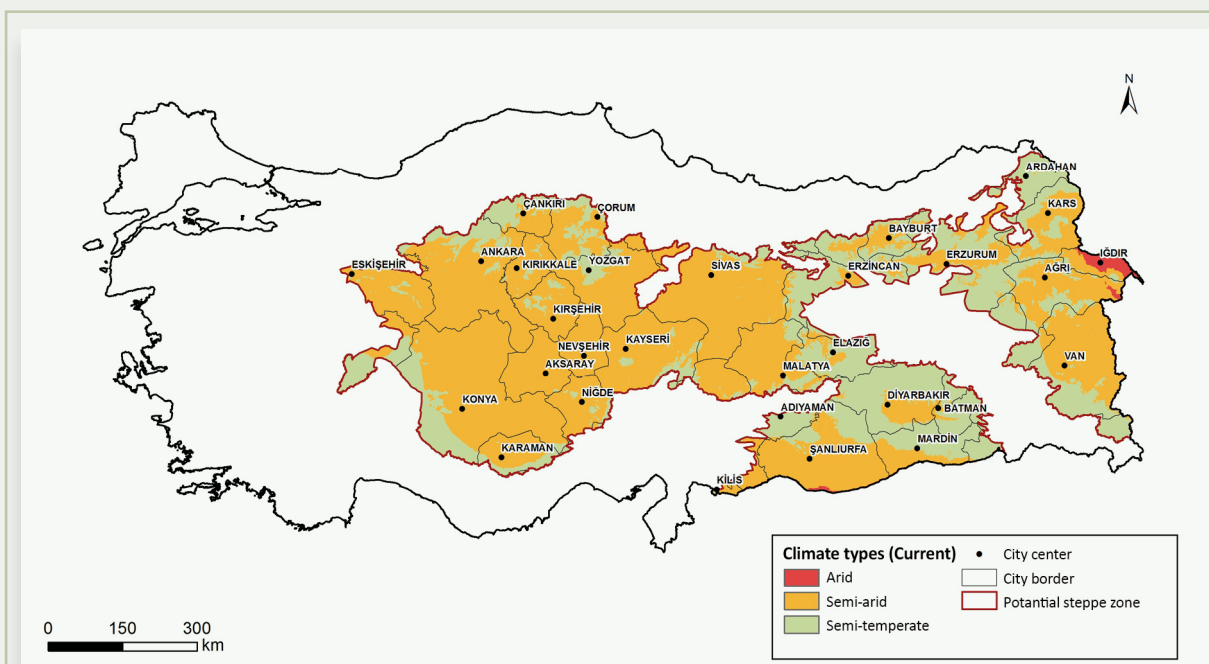 N
ARDAHAN
KARS
ÇANKIRI
ÇORUM
BAYBURT
IĞDIR
ANKARA
ESKİŞEHİR
KIRIKKALE
YOZGAT
SİVAS
ERZİNCAN
ERZURUM
AĞRI
KIRŞEHİR
KAYSERİ
NEVŞEHİR
ELAZIĞ
VAN
AKSARAY
MALATYA
NİĞDE
KONYA
ADIYAMAN
DİYARBAKIR
BATMAN
KARAMAN
ŞANLIURFA
MARDİN
KİLİS
Climate types (Current)
Arid
Semi-arid
Semi-temperate
City center
City border
Potential steppe zone
0 150 300
km